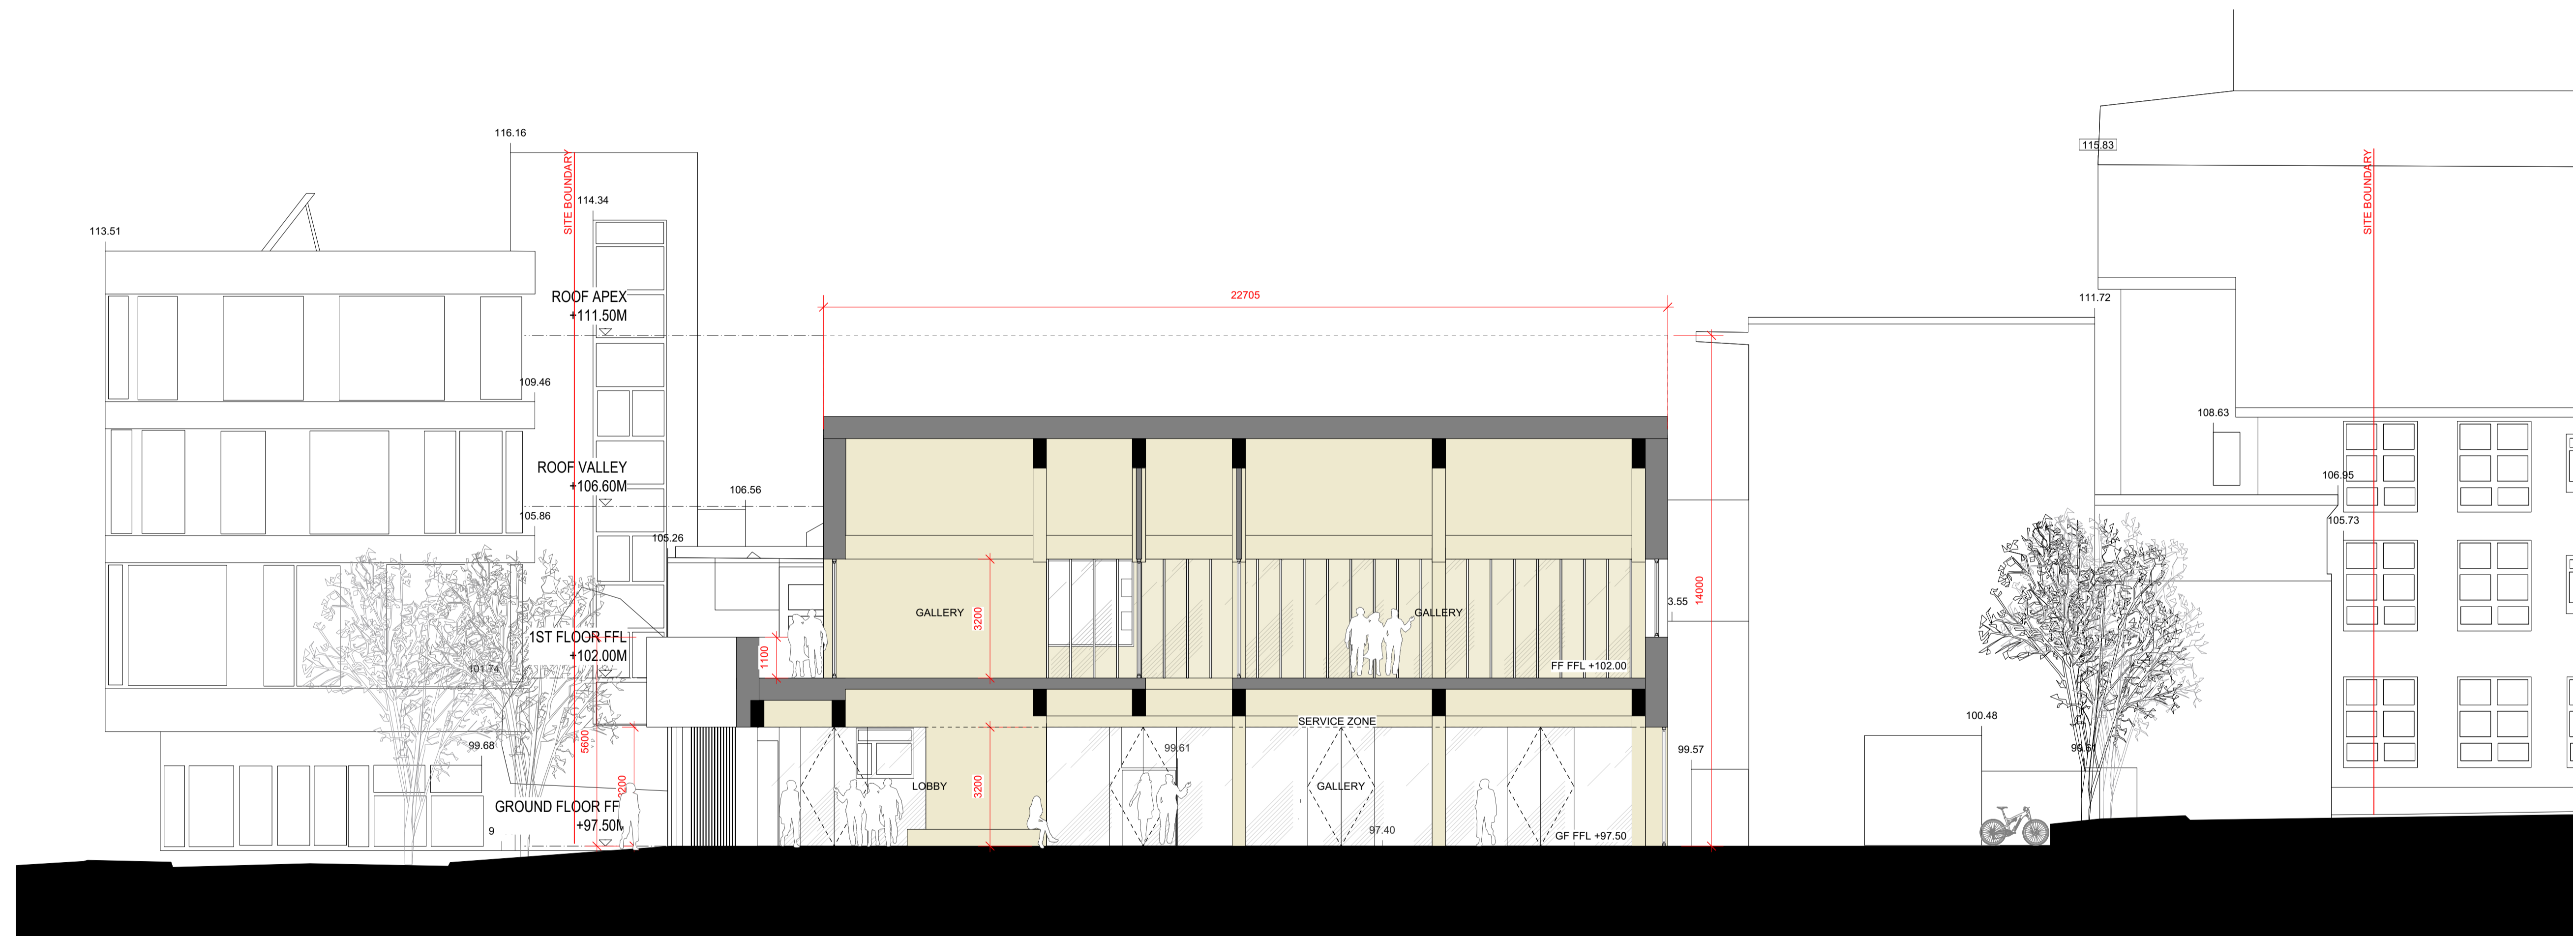 116.16
SITE BOUNDARY
115.83
SITE BOUNDARY
114.34
113.51
ROOF APEX
+111.50M
22705
111.72
109.46
108.63
ROOF VALLEY
+106.60M
106.56
106.95
105.86
105.73
105.26
GALLERY
3200
GALLERY
14000
3.55
1ST FLOOR FFL
+102.00M
101.74
1100
FF FFL +102.00
SERVICE ZONE
100.48
5600
99.68
99.61
99.57
99.61
3200
LOBBY
3200
GALLERY
GROUND FLOOR FF
+97.50M
9
97.40
GF FFL +97.50